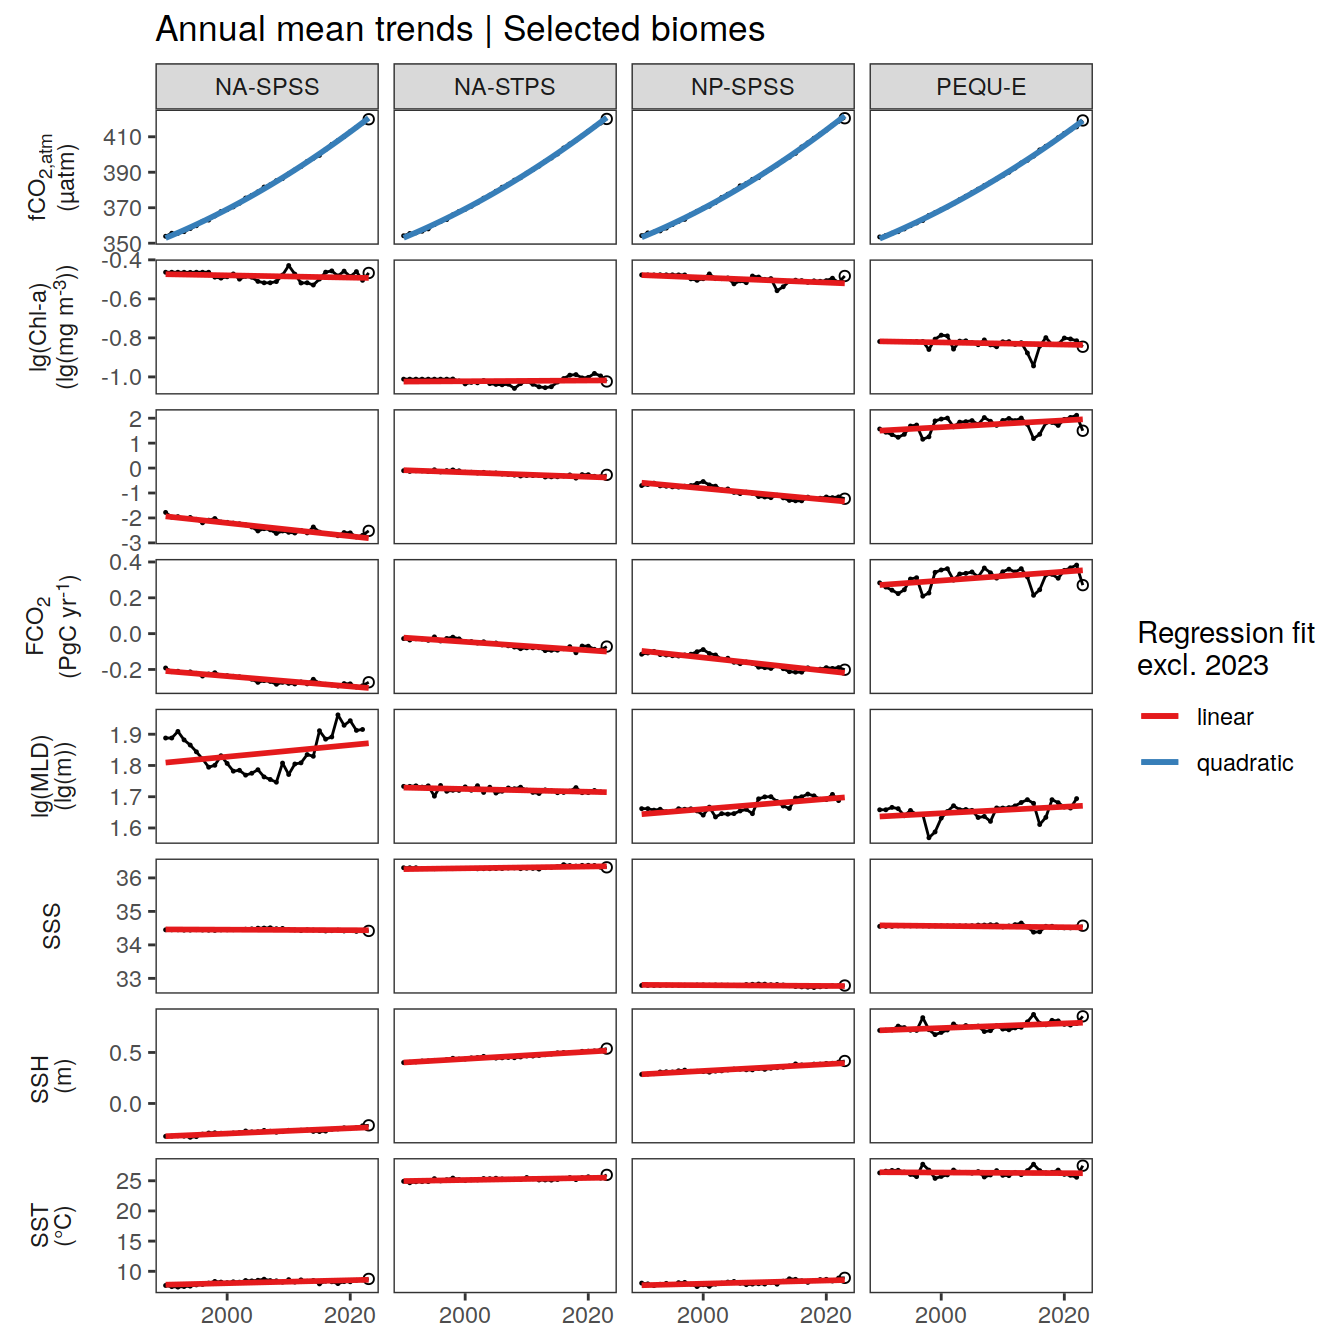 Annual mean trends | Selected biomes
NA-SPSS NA-STPS NP-SPSS PEQU-E
fCO2,atm
(µatm)
410
390
370
350
lg(Chl-a)
(lg(mg m-3))
-0.4
-0.6
-0.8
-1.0
2
1
0
-1
-2
-3
FCO2
(PgC yr-1)
0.4
0.2
0.0
-0.2
lg(MLD)
(lg(m))
1.9
1.8
1.7
1.6
SSS
36
35
34
33
SSH
(m)
0.5
0.0
SST
(°C)
25
20
15
10
2000 2020 2000 2020 2000 2020 2000 2020
Regression fit
excl. 2023
linear
quadratic